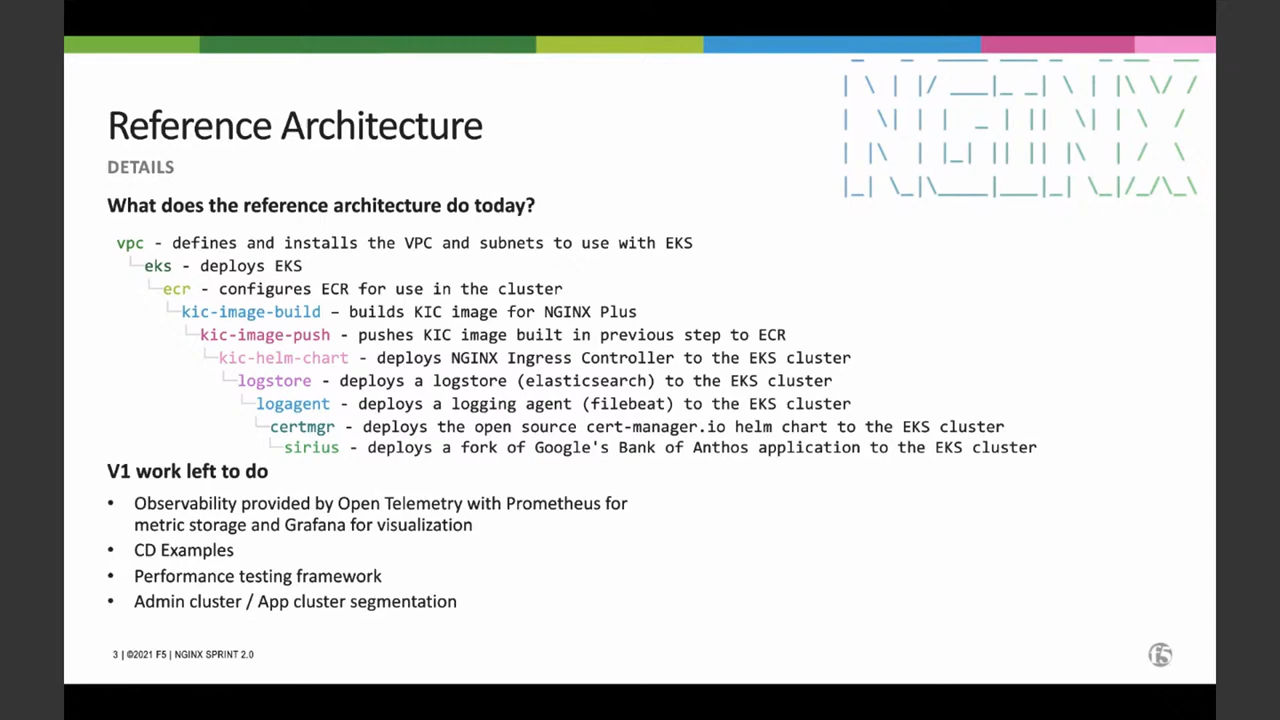 Reference Architecture
DETAILS
What does the reference architecture do today?
vpc - defines and installs the VPC and subnets to use with EKS
eks - deploys EKS
ecr - configures ECR for use in the cluster
kic-image-build – builds KIC image for NGINX Plus
kic-image-push - pushes KIC image built in previous step to ECR
kic-helm-chart - deploys NGINX Ingress Controller to the EKS cluster
logstore - deploys a logstore (elasticsearch) to the EKS cluster
logagent - deploys a logging agent (filebeat) to the EKS cluster
certmgr - deploys the open source cert-manager.io helm chart to the EKS cluster
sirius - deploys a fork of Google's Bank of Anthos application to the EKS cluster
V1 work left to do
• Observability provided by Open Telemetry with Prometheus for
metric storage and Grafana for visualization
• CD Examples
• Performance testing framework
• Admin cluster / App cluster segmentation
3 | ©2021 F5 | NGINX SPRINT 2.0
f5
NGINX